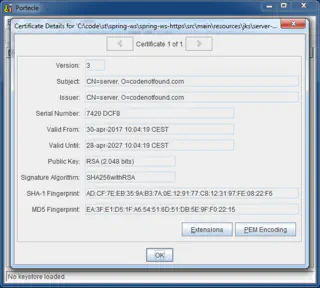 Portecle
Certificate Details for 'C:\code\st\spring-ws\spring-ws-https\src\main\resources\jks\server-...
Certificate 1 of 1
Version: 3
Subject: CN=server, O=codenotfound.com
Issuer: CN=server, O=codenotfound.com
Serial Number: 7420 DCF8
Valid From: 30-apr-2017 10:04:19 CEST
Valid Until: 28-apr-2027 10:04:19 CEST
Public Key: RSA (2.048 bits)
Signature Algorithm: SHA256withRSA
SHA-1 Fingerprint: AD:CF:7E:EB:35:9A:B3:7A:0E:12:91:77:C8:12:31:97:FE:08:22:F6
MD5 Fingerprint: EA:3F:E1:D5:1F:A6:54:51:6D:51:DB:5E:9F:F0:22:15
Extensions
PEM Encoding
OK
No keystore loaded